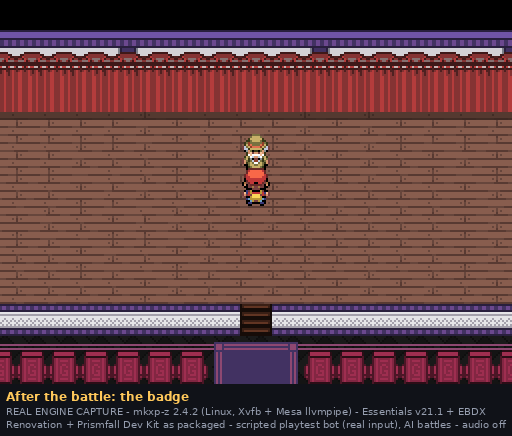 After the battle: the badge
REAL ENGINE CAPTURE - mkxp-z 2.4.2 (Linux, Xvfb + Mesa llvmpipe) - Essentials v21.1 + EBDX
Renovation + Prismfall Dev Kit as packaged - scripted playtest bot (real input), AI battles - audio off